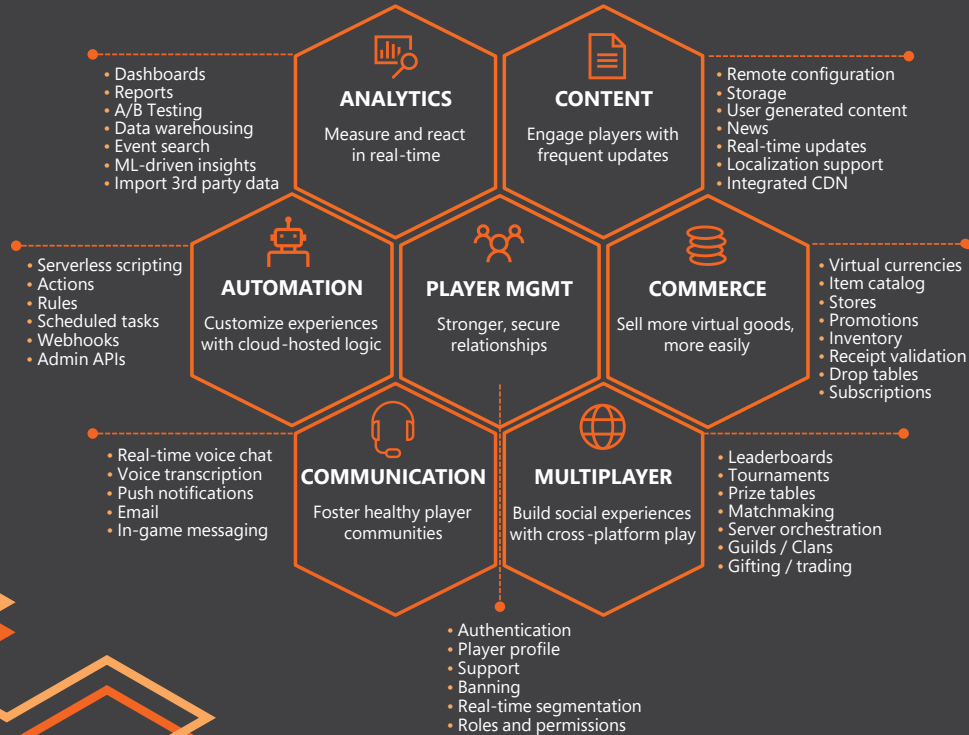 • Dashboards
• Reports
• A/B Testing
• Data warehousing
• Event search
• ML-driven insights
• Import 3rd party data
ANALYTICS
Measure and react
in real-time
CONTENT
Engage players with
frequent updates
• Remote configuration
• Storage
• User generated content
• News
• Real-time updates
• Localization support
• Integrated CDN
• Serverless scripting
• Actions
• Rules
• Scheduled tasks
• Webhooks
• Admin APIs
AUTOMATION
Customize experiences
with cloud-hosted logic
PLAYER MGMT
Stronger, secure
relationships
COMMERCE
Sell more virtual goods,
more easily
• Virtual currencies
• Item catalog
• Stores
• Promotions
• Inventory
• Receipt validation
• Drop tables
• Subscriptions
• Real-time voice chat
• Voice transcription
• Push notifications
• Email
• In-game messaging
COMMUNICATION
Foster healthy player
communities
MULTIPLAYER
Build social experiences
with cross-platform play
• Leaderboards
• Tournaments
• Prize tables
• Matchmaking
• Server orchestration
• Guilds / Clans
• Gifting / trading
• Authentication
• Player profile
• Support
• Banning
• Real-time segmentation
• Roles and permissions